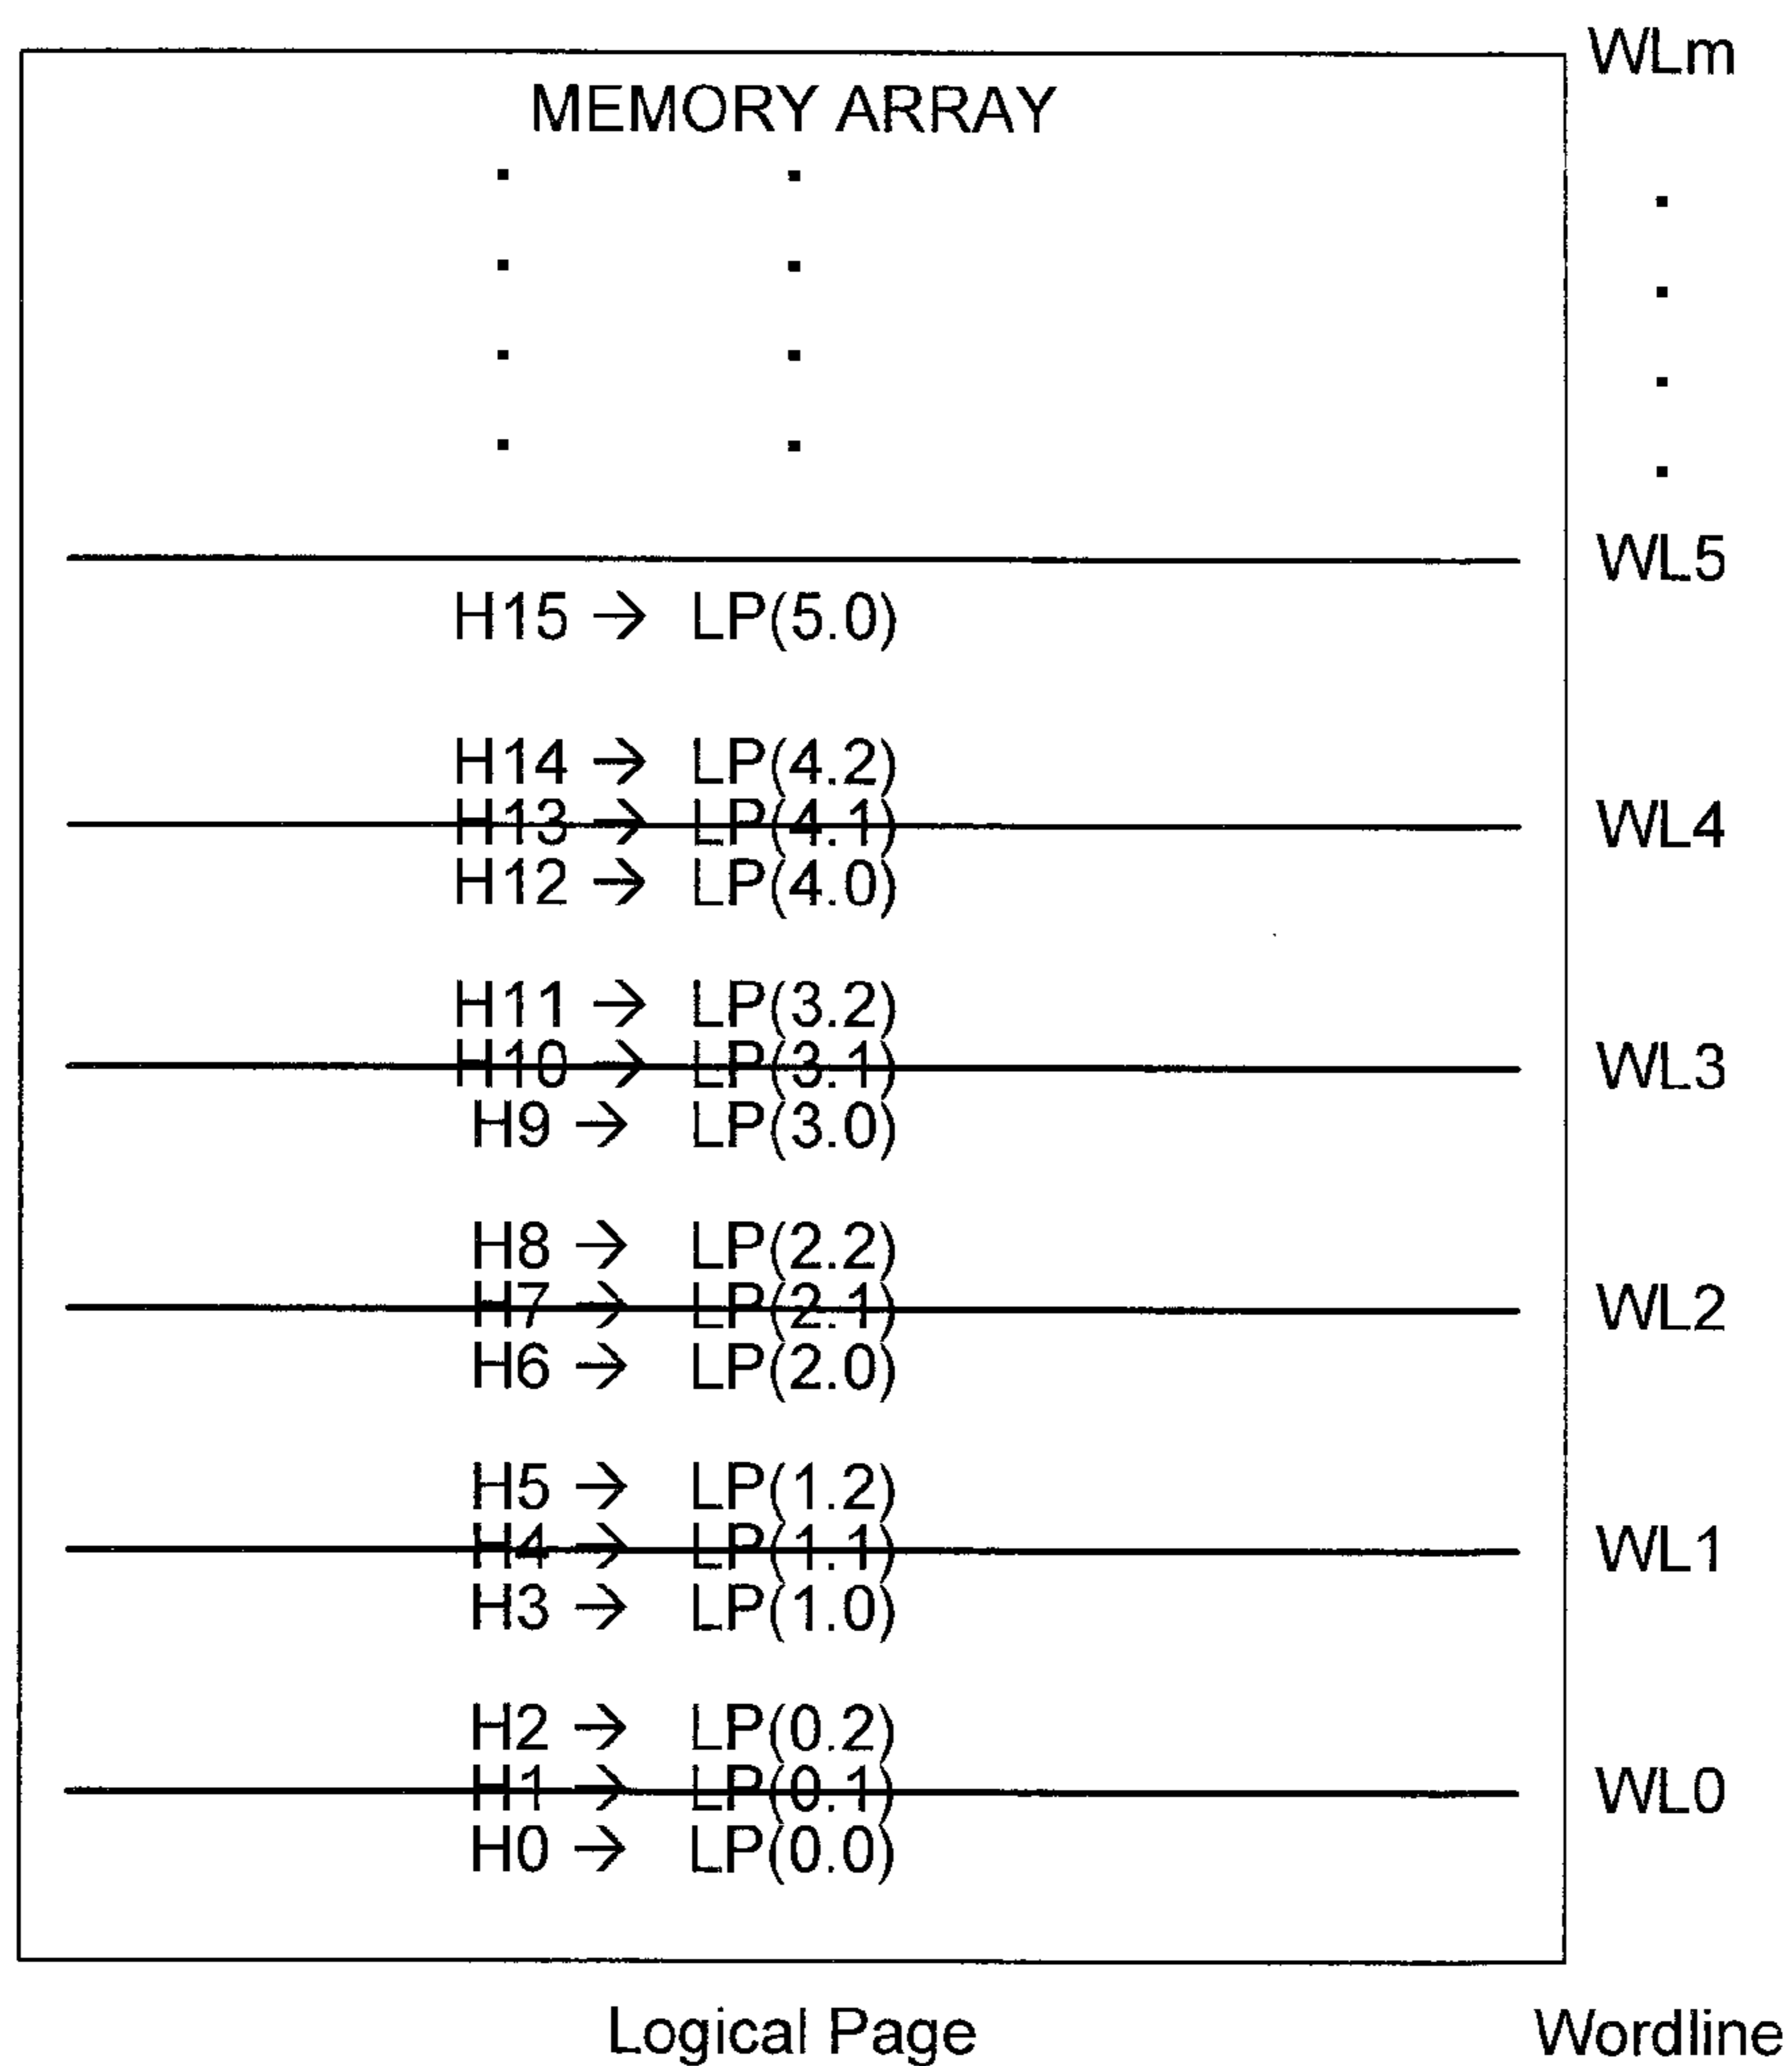 WLm
MEMORY ARRAY
WL5
H15 → LP(5.0)
H14 → LP(4.2)
H13 → LP(4.1) WL4
H12 → LP(4.0)
H11 → LP(3.2)
H10 → LP(3.1) WL3
H9 → LP(3.0)
H8 → LP(2.2)
H7 → LP(2.1) WL2
H6 → LP(2.0)
H5 → LP(1.2)
H4 → LP(1.1) WL1
H3 → LP(1.0)
H2 → LP(0.2)
H1 → LP(0.1) WL0
H0 → LP(0.0)
Logical Page Wordline